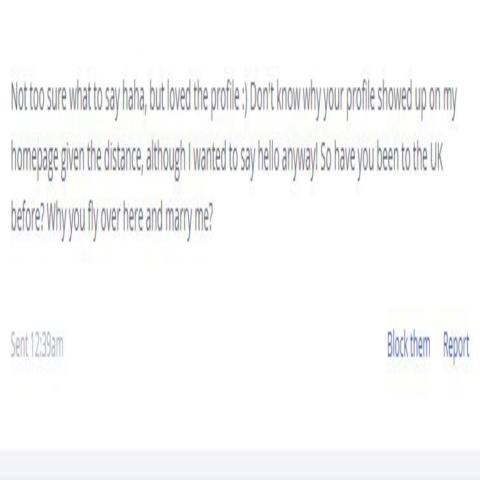 Not too sure what to say haha, but loved the profile :) Don't know why your profile showed up on my
homepage given the distance, although I wanted to say hello anyway! So have you been to the UK
before? Why you fly over here and marry me?
Sent 12:39am
Block them Report